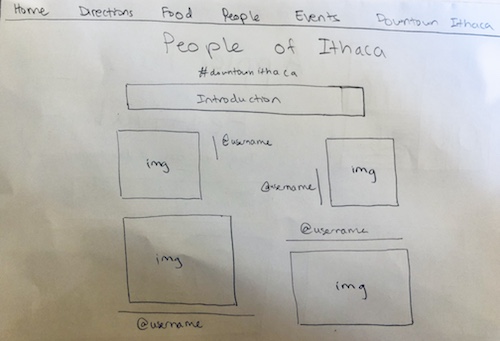 Home Directions Food People Events Downtown Ithaca
People of Ithaca
#downtownithaca
Introduction
img
@username
@username
img
img
@username
@username
img